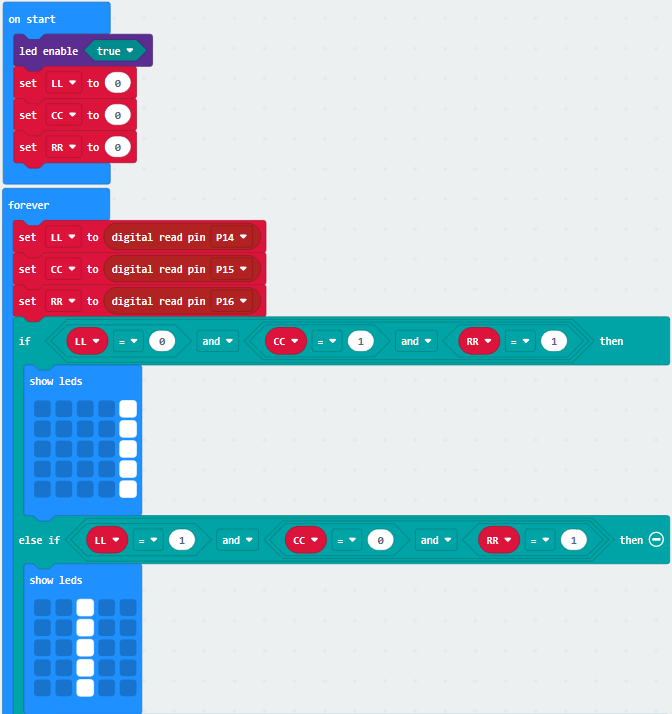 on start
led enable true
set LL to 0
set CC to 0
set RR to 0
forever
set LL to digital read pin P14
set CC to digital read pin P15
set RR to digital read pin P16
if LL = 0 and CC = 1 and RR = 1 then
show leds
else if LL = 1 and CC = 0 and RR = 1 then
show leds